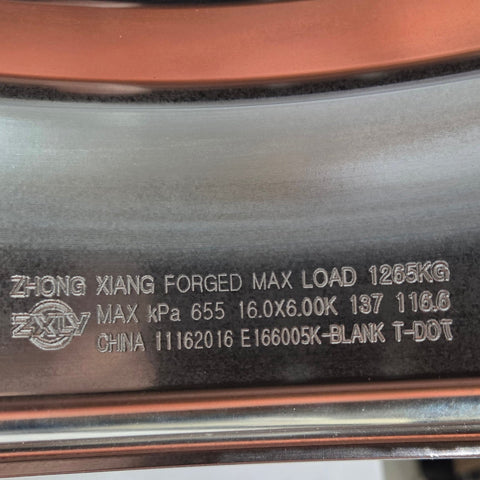 ZHONG XIANG FORGED MAX LOAD 1265KG
ZXLY MAX kPa 655 16.0X6.00K 137 116.6
CHINA 11162016 E166005K-BLANK T-DOT